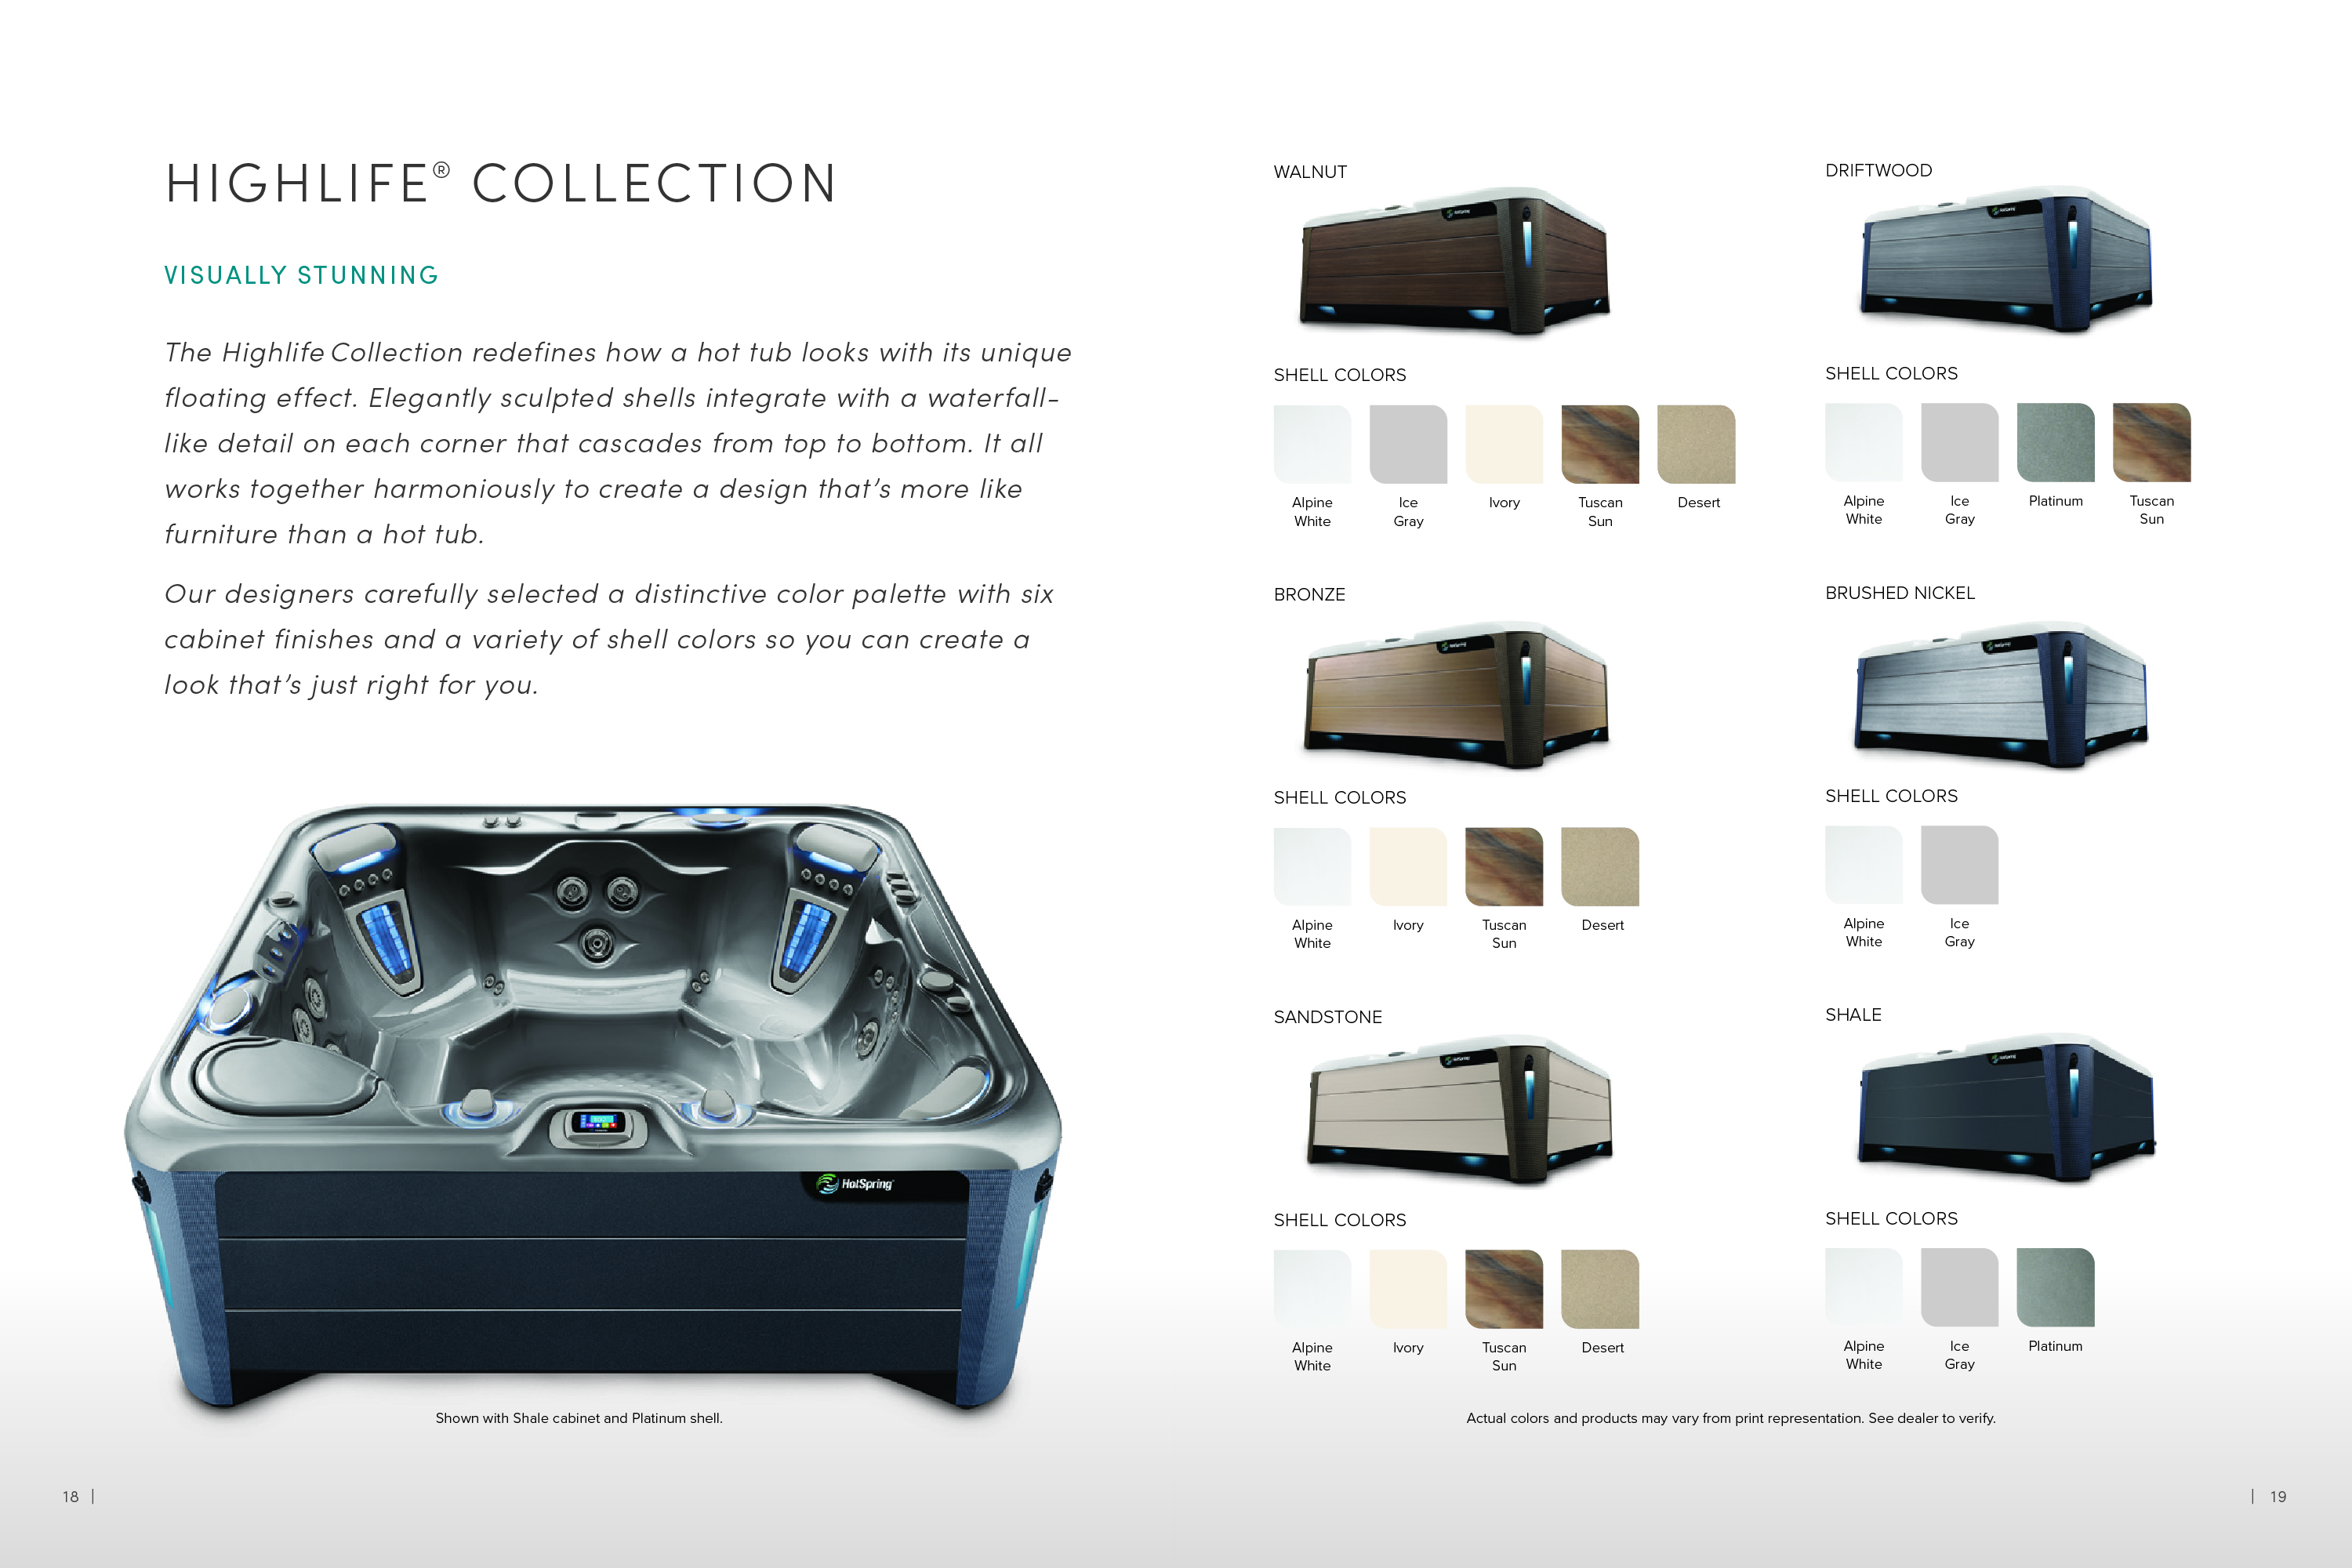 HIGHLIFE® COLLECTION
VISUALLY STUNNING
The Highlife Collection redefines how a hot tub looks with its unique
floating effect. Elegantly sculpted shells integrate with a waterfall-
like detail on each corner that cascades from top to bottom. It all
works together harmoniously to create a design that's more like
furniture than a hot tub.
Our designers carefully selected a distinctive color palette with six
cabinet finishes and a variety of shell colors so you can create a
look that's just right for you.
HotSpring®
Shown with Shale cabinet and Platinum shell.
18 |
WALNUT
HotSpring
SHELL COLORS
Alpine White
Ice Gray
Ivory
Tuscan Sun
Desert
DRIFTWOOD
HotSpring
SHELL COLORS
Alpine White
Ice Gray
Platinum
Tuscan Sun
BRONZE
HotSpring
SHELL COLORS
Alpine White
Ivory
Tuscan Sun
Desert
BRUSHED NICKEL
HotSpring
SHELL COLORS
Alpine White
Ice Gray
SANDSTONE
HotSpring
SHELL COLORS
Alpine White
Ivory
Tuscan Sun
Desert
SHALE
HotSpring
SHELL COLORS
Alpine White
Ice Gray
Platinum
Actual colors and products may vary from print representation. See dealer to verify.
| 19